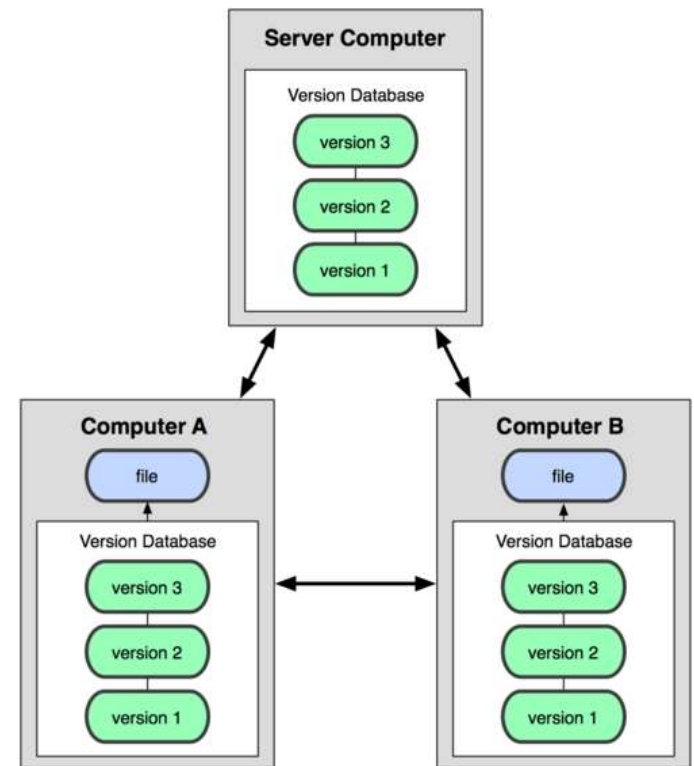 Server Computer
Version Database
version 3
version 2
version 1
Computer A
file
Version Database
version 3
version 2
version 1
Computer B
file
Version Database
version 3
version 2
version 1